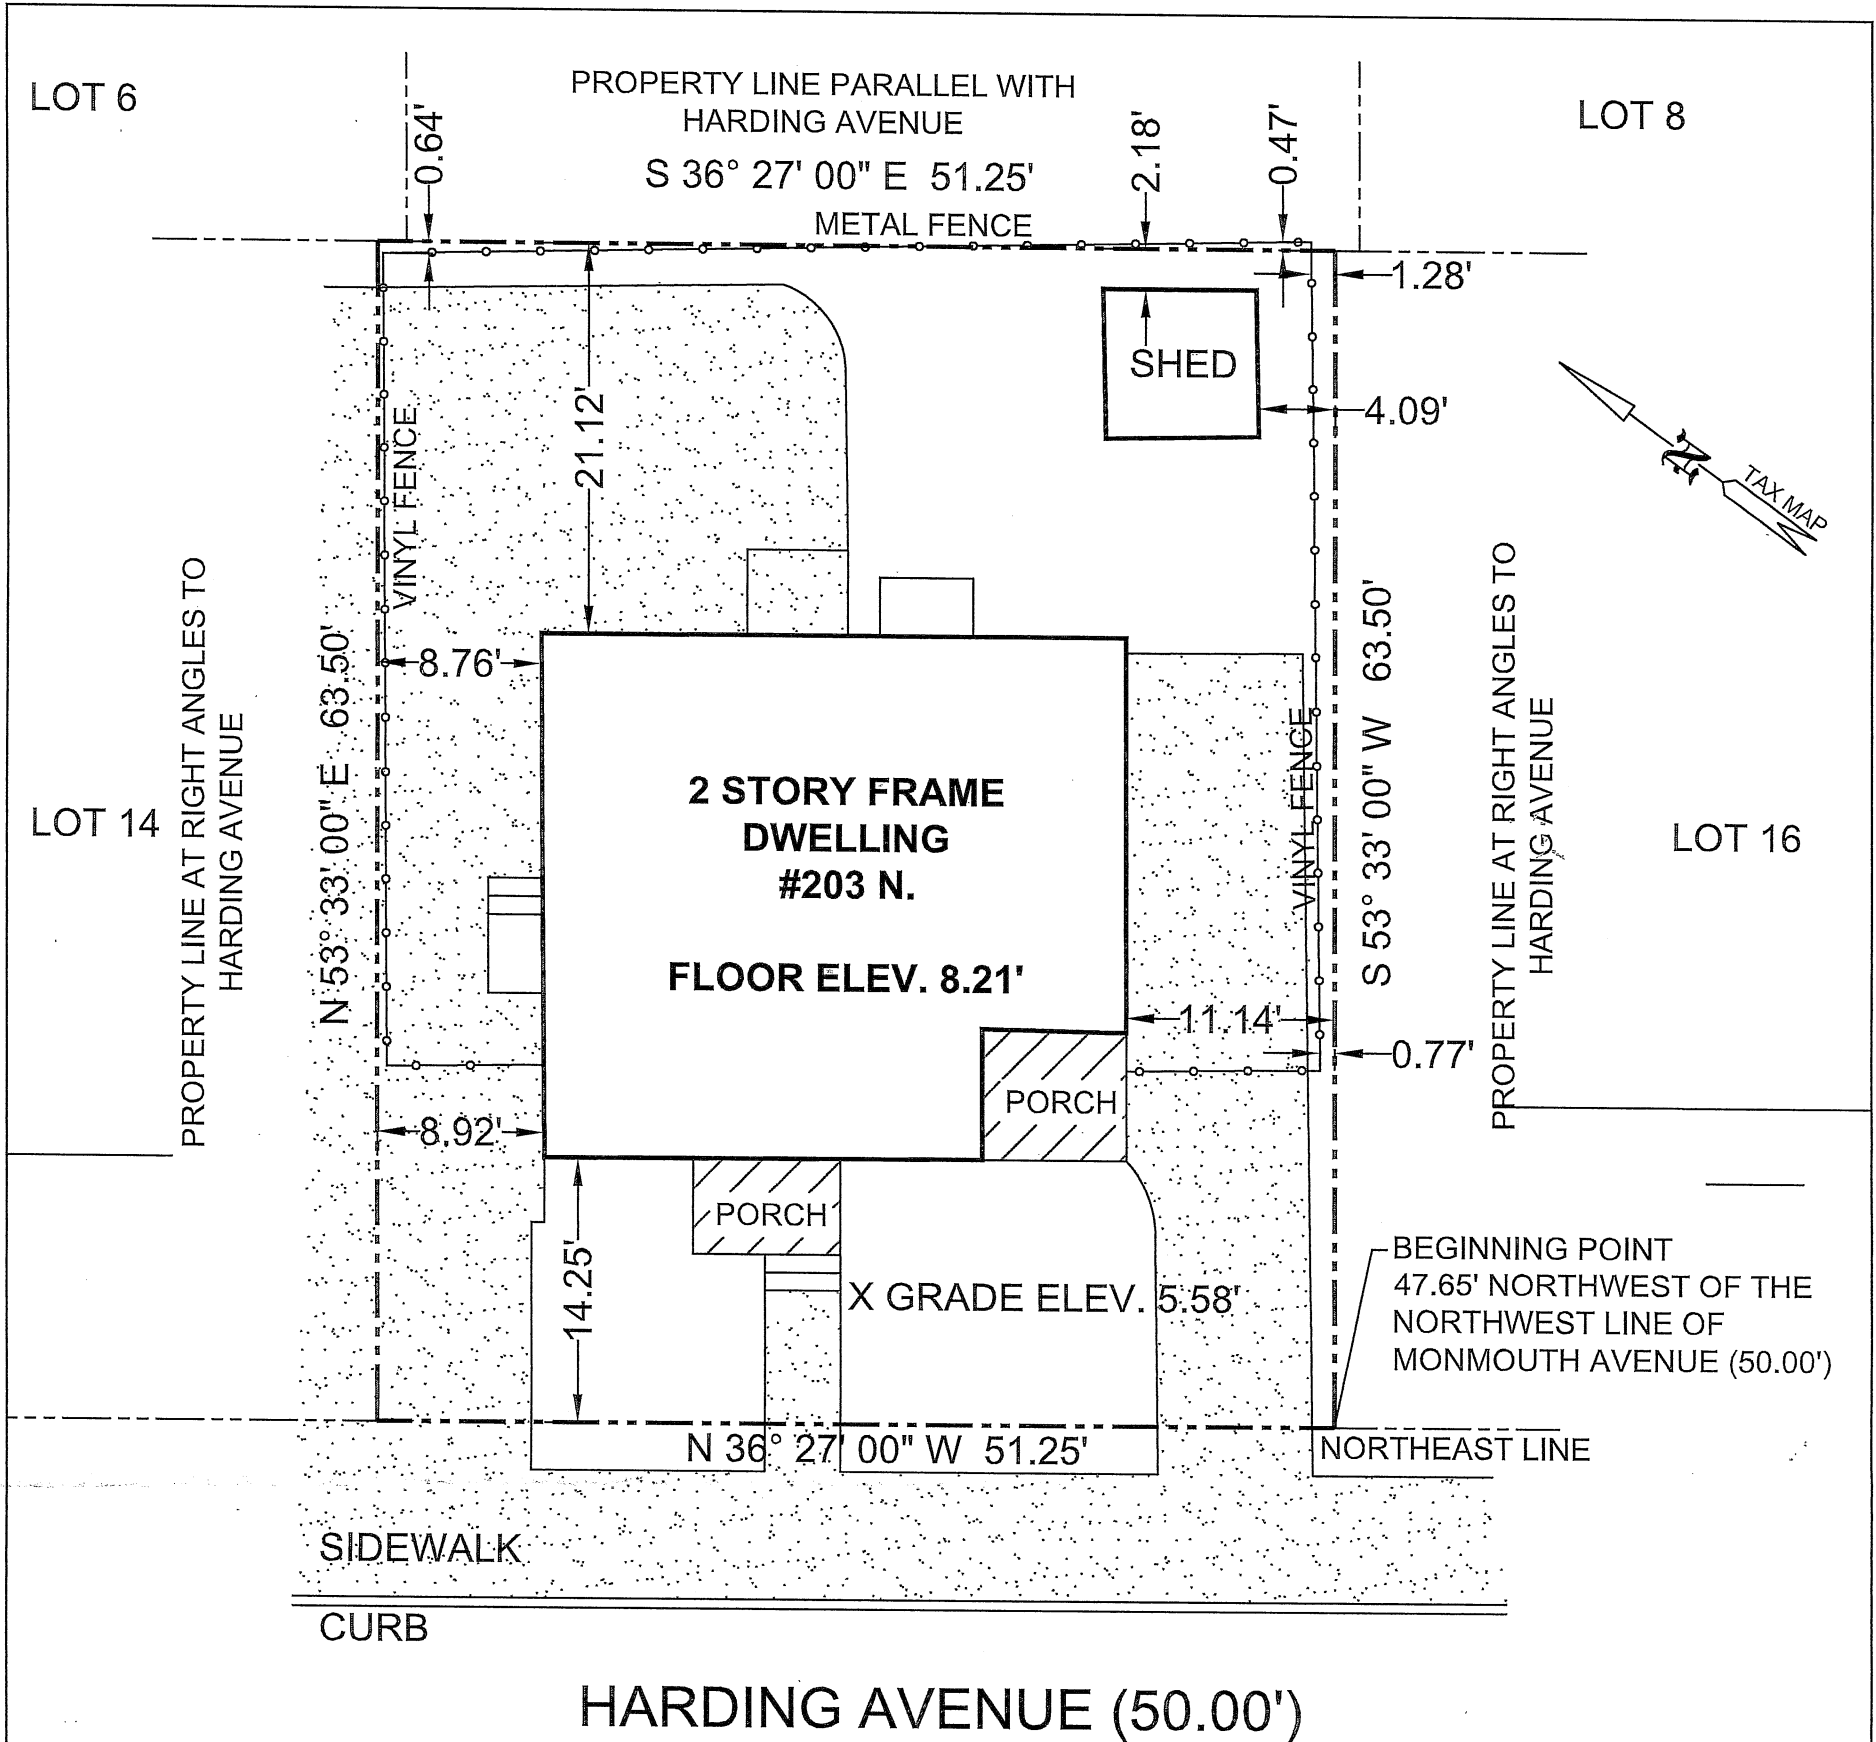 LOT 6
PROPERTY LINE PARALLEL WITH
HARDING AVENUE
S 36° 27' 00" E 51.25'
METAL FENCE
0.64'
2.18'
0.47'
LOT 8
1.28'
SHED
4.09'
21.12'
VINYL FENCE
N
TAX MAP
8.76'
PROPERTY LINE AT RIGHT ANGLES TO
HARDING AVENUE
N 53° 33' 00" E 63.50'
LOT 14
2 STORY FRAME
DWELLING
#203 N.
FLOOR ELEV. 8.21'
VINYL FENCE
S 53° 33' 00" W 63.50'
PROPERTY LINE AT RIGHT ANGLES TO
HARDING AVENUE
LOT 16
11.14'
0.77'
PORCH
8.92'
PORCH
14.25'
X GRADE ELEV. 5.58'
BEGINNING POINT
47.65' NORTHWEST OF THE
NORTHWEST LINE OF
MONMOUTH AVENUE (50.00')
N 36° 27' 00" W 51.25'
NORTHEAST LINE
SIDEWALK
CURB
HARDING AVENUE (50.00')